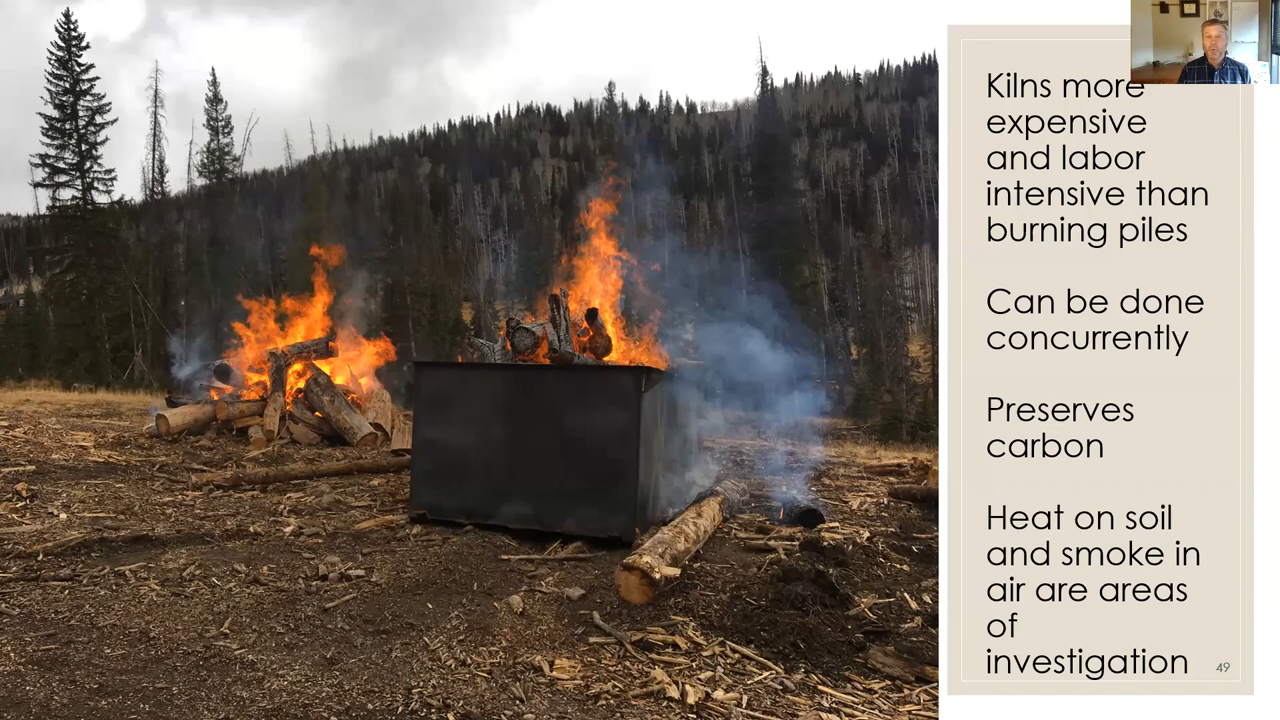 Kilns more
expensive
and labor
intensive than
burning piles
Can be done
concurrently
Preserves
carbon
Heat on soil
and smoke in
air are areas
of
investigation
49